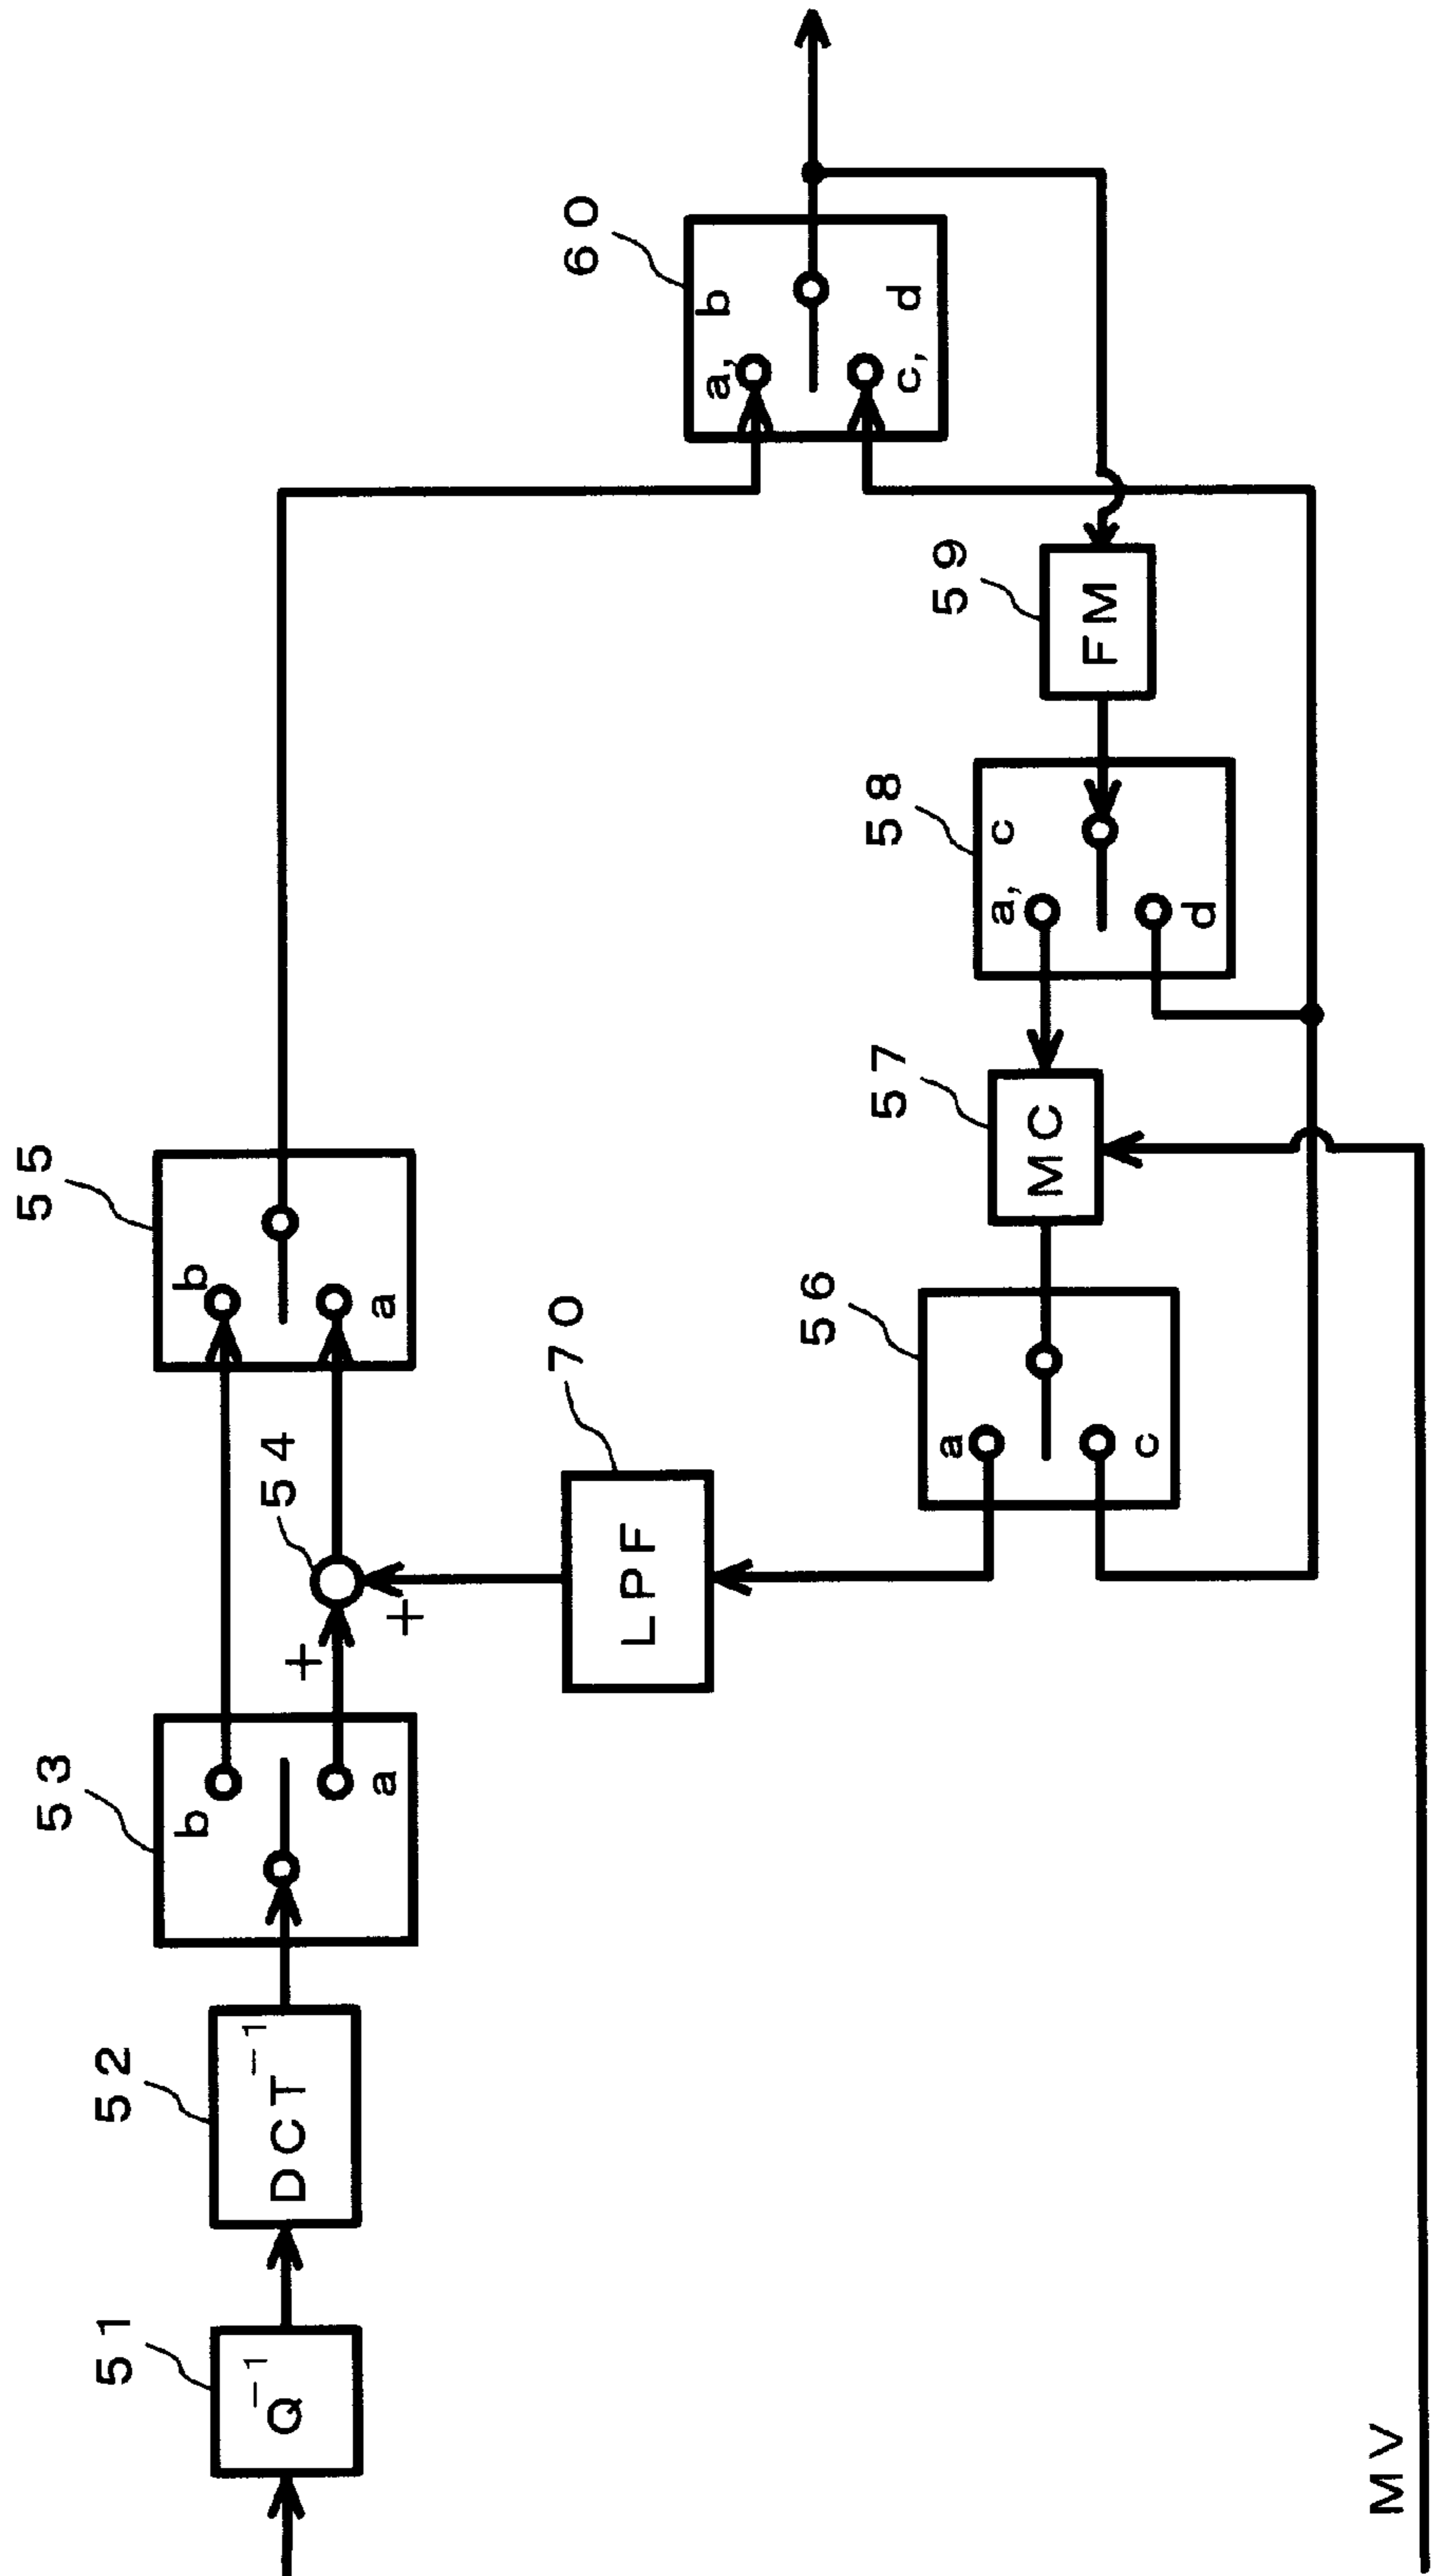 51
Q⁻¹
52
DCT⁻¹
53
b
a
+
+
54
55
b
a
70
LPF
56
a
c
57
MC
58
a, c
d
59
FM
60
a, b
c, d
MV